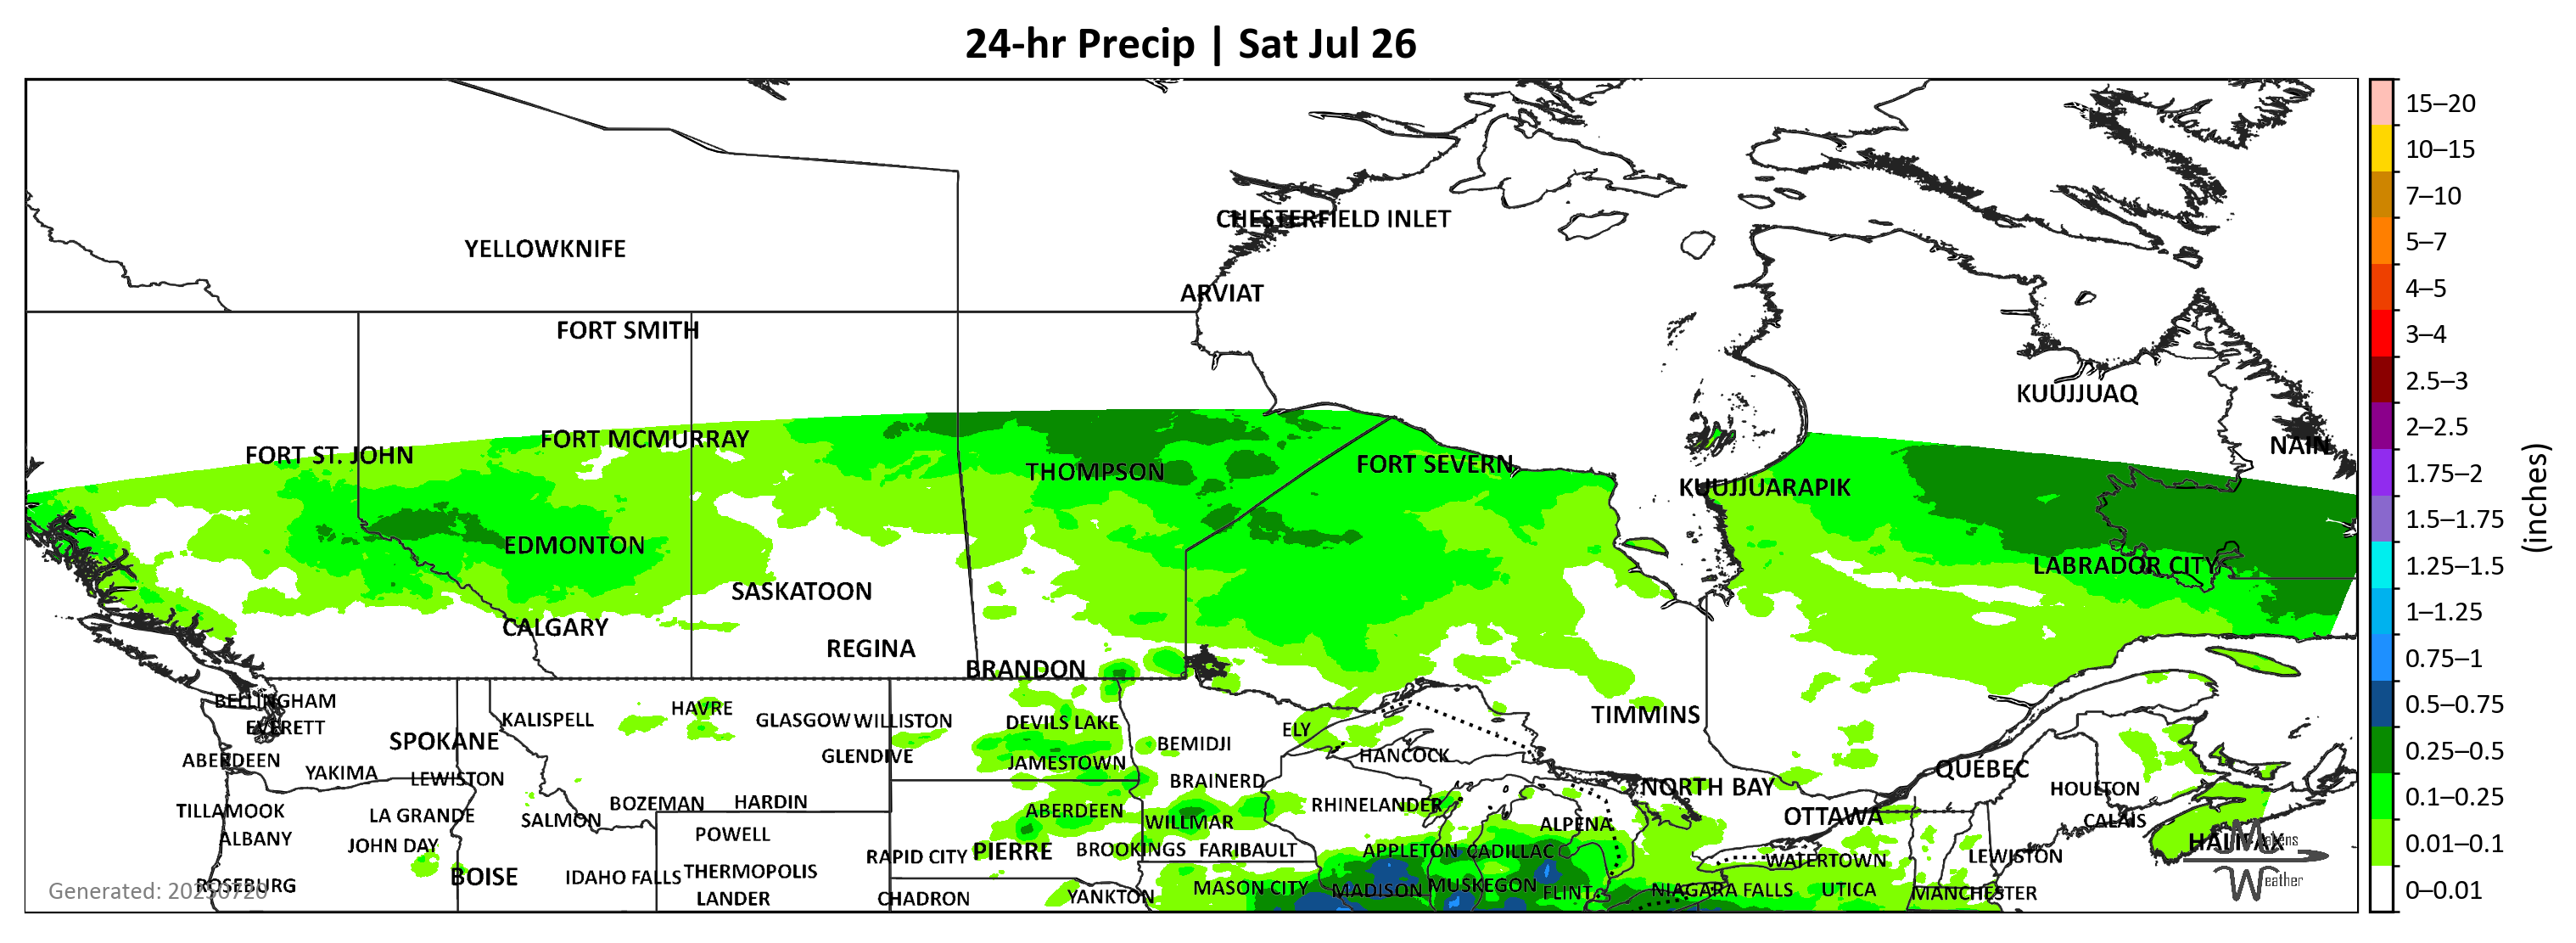 24-hr Precip | Sat Jul 26
CHESTERFIELD INLET
YELLOWKNIFE
ARVIAT
FORT SMITH
KUUJJUAQ
FORT ST. JOHN
FORT MCMURRAY
NAIN
THOMPSON
FORT SEVERN
KUUJJUARAPIK
EDMONTON
LABRADOR CITY
SASKATOON
CALGARY
REGINA
BRANDON
BELLINGHAM
EVERETT
KALISPELL
HAVRE
GLASGOW
WILLISTON
DEVILS LAKE
ELY
TIMMINS
SPOKANE
BEMIDJI
ABERDEEN
GLENDIVE
JAMESTOWN
HANCOCK
QUÉBEC
YAKIMA
LEWISTON
BRAINERD
NORTH BAY
HOULTON
TILLAMOOK
LA GRANDE
BOZEMAN
HARDIN
ABERDEEN
RHINELANDER
OTTAWA
SALMON
WILLMAR
ALPENA
CALAIS
ALBANY
JOHN DAY
POWELL
RAPID CITY
PIERRE
BROOKINGS
FARIBAULT
APPLETON
CADILLAC
WATERTOWN
LEWISTON
HALIFAX
BOISE
IDAHO FALLS
THERMOPOLIS
ROSEBURG
LANDER
CHADRON
YANKTON
MASON CITY
MADISON
MUSKEGON
FLINT
NIAGARA FALLS
UTICA
MANCHESTER
Generated: 20250720
Weather
15–20
10–15
7–10
5–7
4–5
3–4
2.5–3
2–2.5
1.75–2
1.5–1.75
1.25–1.5
1–1.25
0.75–1
0.5–0.75
0.25–0.5
0.1–0.25
0.01–0.1
0–0.01
(inches)